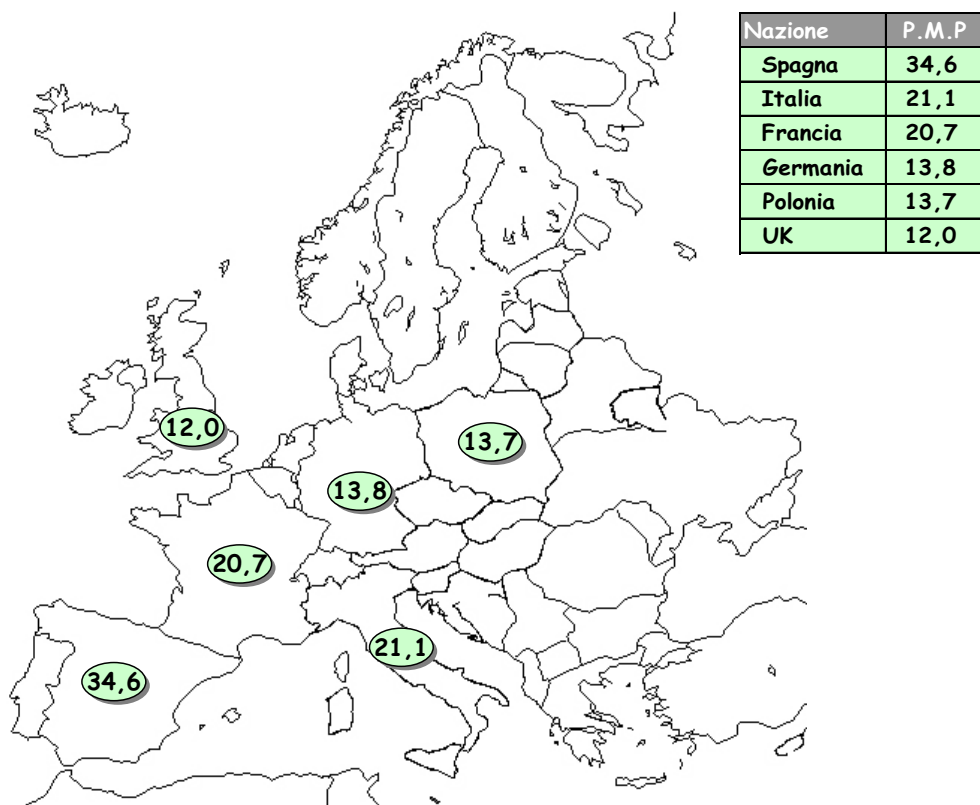 Nazione P.M.P
Spagna 34,6
Italia 21,1
Francia 20,7
Germania 13,8
Polonia 13,7
UK 12,0
12,0
13,7
13,8
20,7
21,1
34,6